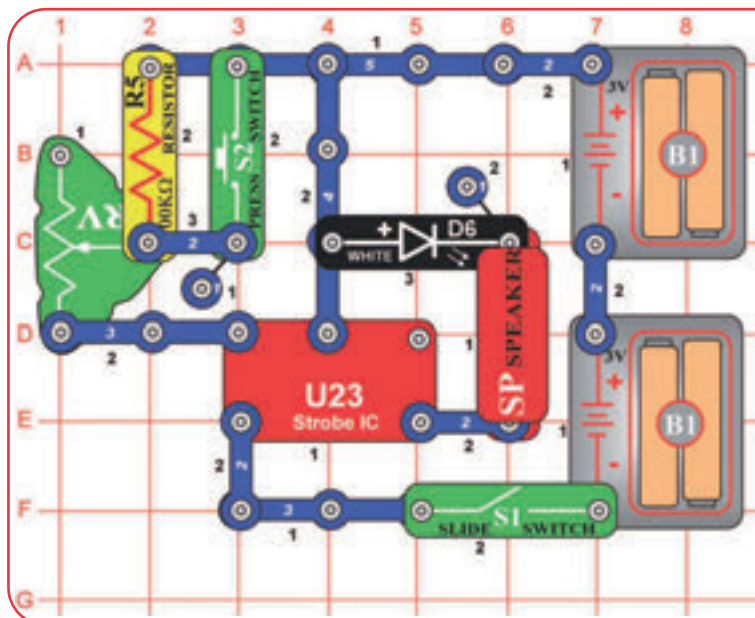 1 2 3 4 5 6 7 8
A
B
C
D
E
F
G
1
5
2
2
R5
RESISTOR
00KΩ
2
S2
PRESS SWITCH
2
1
RV
3
2
1
1
2
4
+
D6
WHITE
3
2
1
SP SPEAKER
1
3V
+
-
B1
1
2
2
3V
+
-
B1
1
3
2
U23
Strobe IC
1
2
2
2
2
3
1
S1
SLIDE SWITCH
2